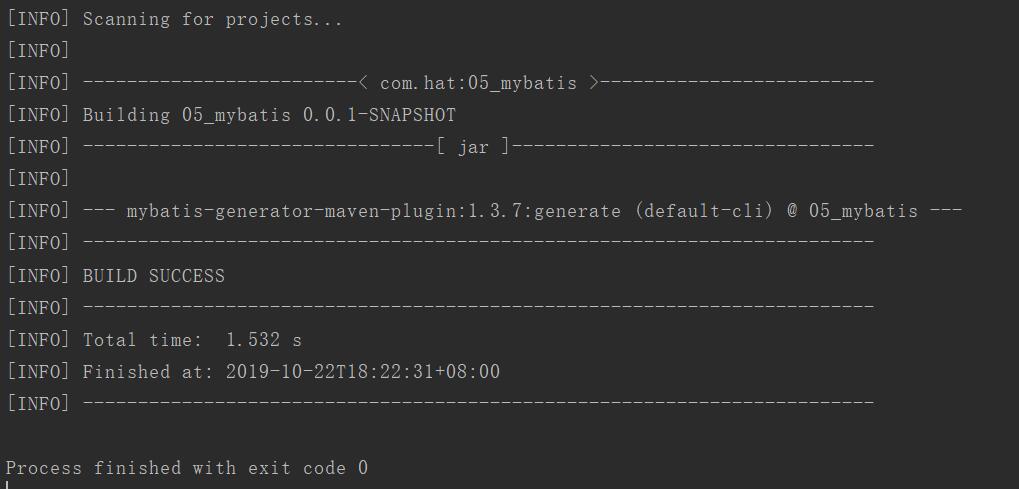 [INFO] Scanning for projects...
[INFO]
[INFO] -------------------------< com.hat:05_mybatis >-------------------------
[INFO] Building 05_mybatis 0.0.1-SNAPSHOT
[INFO] --------------------------------[ jar ]---------------------------------
[INFO]
[INFO] --- mybatis-generator-maven-plugin:1.3.7:generate (default-cli) @ 05_mybatis ---
[INFO] ------------------------------------------------------------------------
[INFO] BUILD SUCCESS
[INFO] ------------------------------------------------------------------------
[INFO] Total time:  1.532 s
[INFO] Finished at: 2019-10-22T18:22:31+08:00
[INFO] ------------------------------------------------------------------------
Process finished with exit code 0